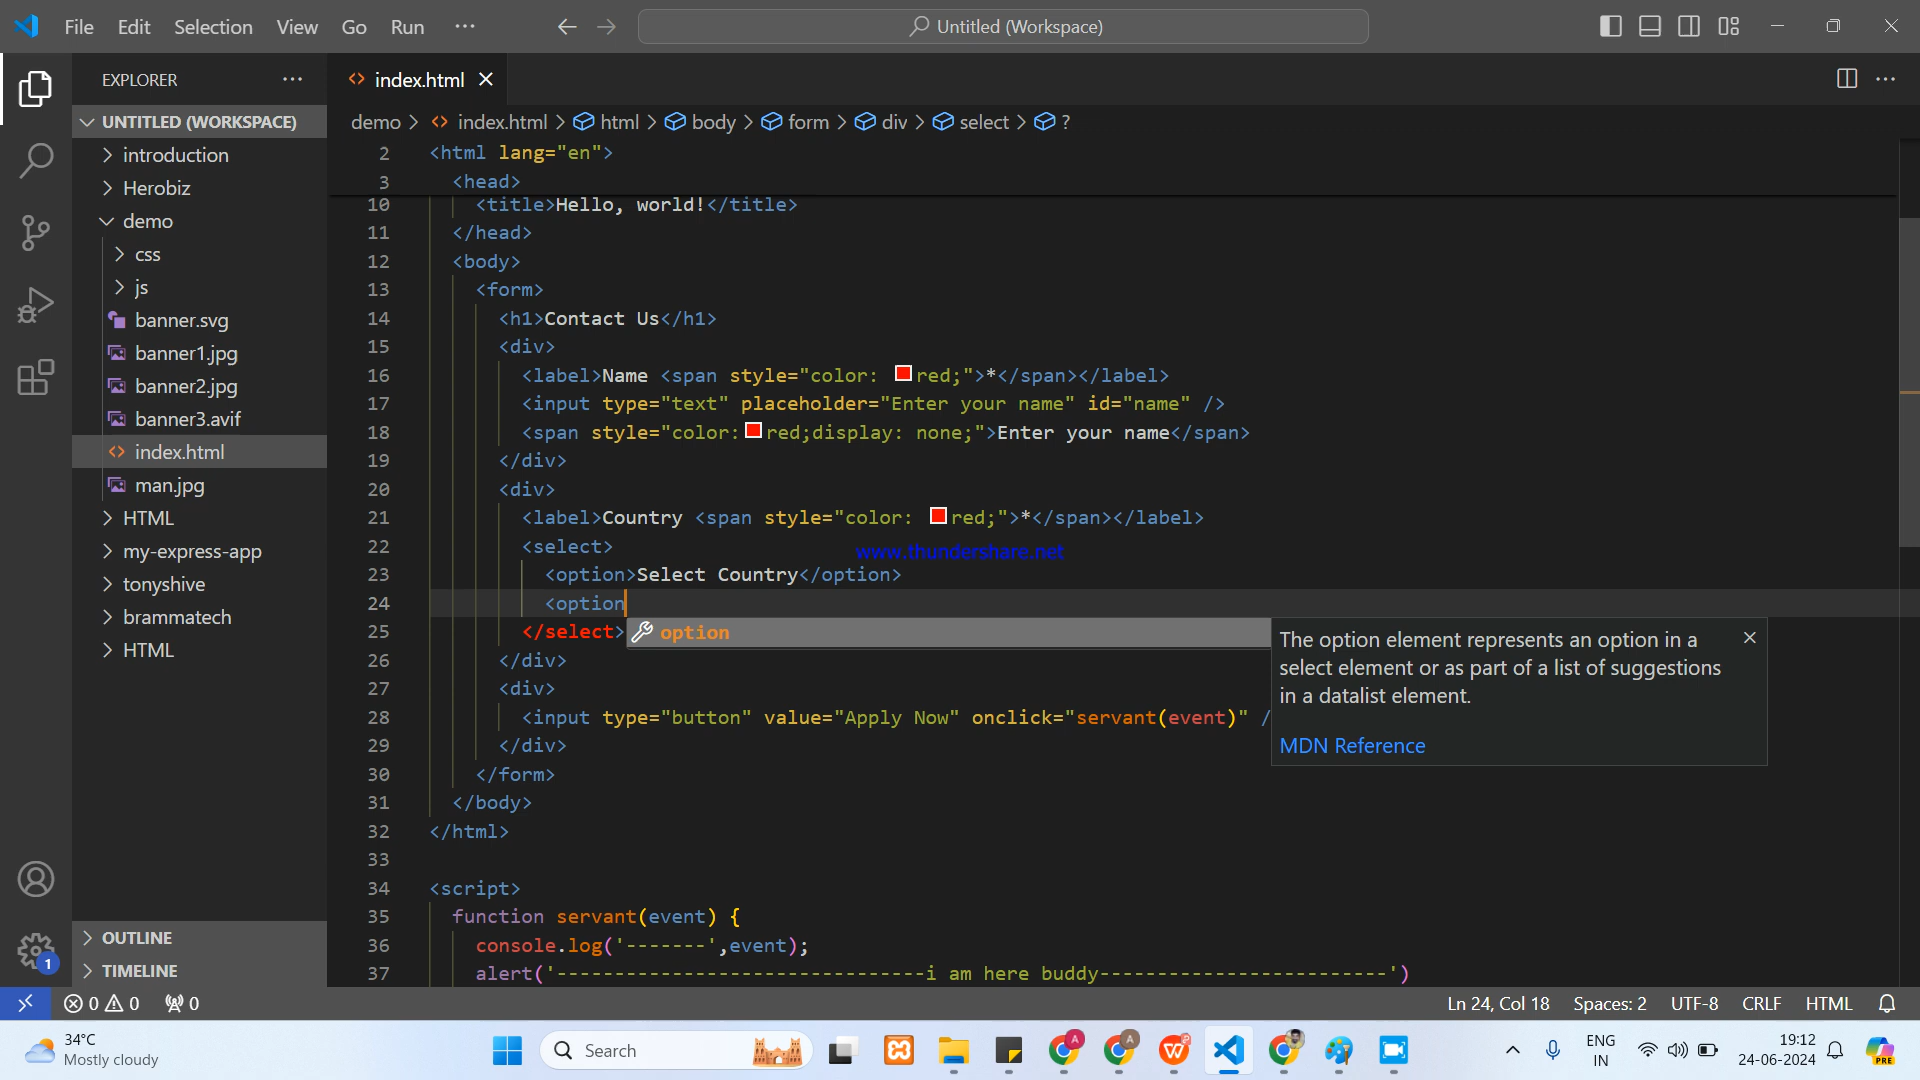 File Edit Selection View Go Run ··· Untitled (Workspace)
EXPLORER ···
UNTITLED (WORKSPACE)
introduction
Herobiz
demo
css
js
banner.svg
banner1.jpg
banner2.jpg
banner3.avif
index.html
man.jpg
HTML
my-express-app
tonyshive
brammatech
HTML
OUTLINE
TIMELINE
1
index.html
demo > index.html > html > body > form > div > select > ?
2 <html lang="en">
3 <head>
10 <title>Hello, world!</title>
11 </head>
12 <body>
13 <form>
14 <h1>Contact Us</h1>
15 <div>
16 <label>Name <span style="color: red;">*</span></label>
17 <input type="text" placeholder="Enter your name" id="name" />
18 <span style="color:red;display: none;">Enter your name</span>
19 </div>
20 <div>
21 <label>Country <span style="color: red;">*</span></label>
22 <select>
www.thundershare.net
23 <option>Select Country</option>
24 <option
25 </select>
option
The option element represents an option in a
select element or as part of a list of suggestions
in a datalist element.
MDN Reference
26 </div>
27 <div>
28 <input type="button" value="Apply Now" onclick="servant(event)" /
29 </div>
30 </form>
31 </body>
32 </html>
33
34 <script>
35 function servant(event) {
36 console.log('-------',event);
37 alert('--------------------------------i am here buddy-------------------------')
0 0 0 Ln 24, Col 18 Spaces: 2 UTF-8 CRLF HTML
34°C
Mostly cloudy
Search
ENG
IN
19:12
24-06-2024
PRE